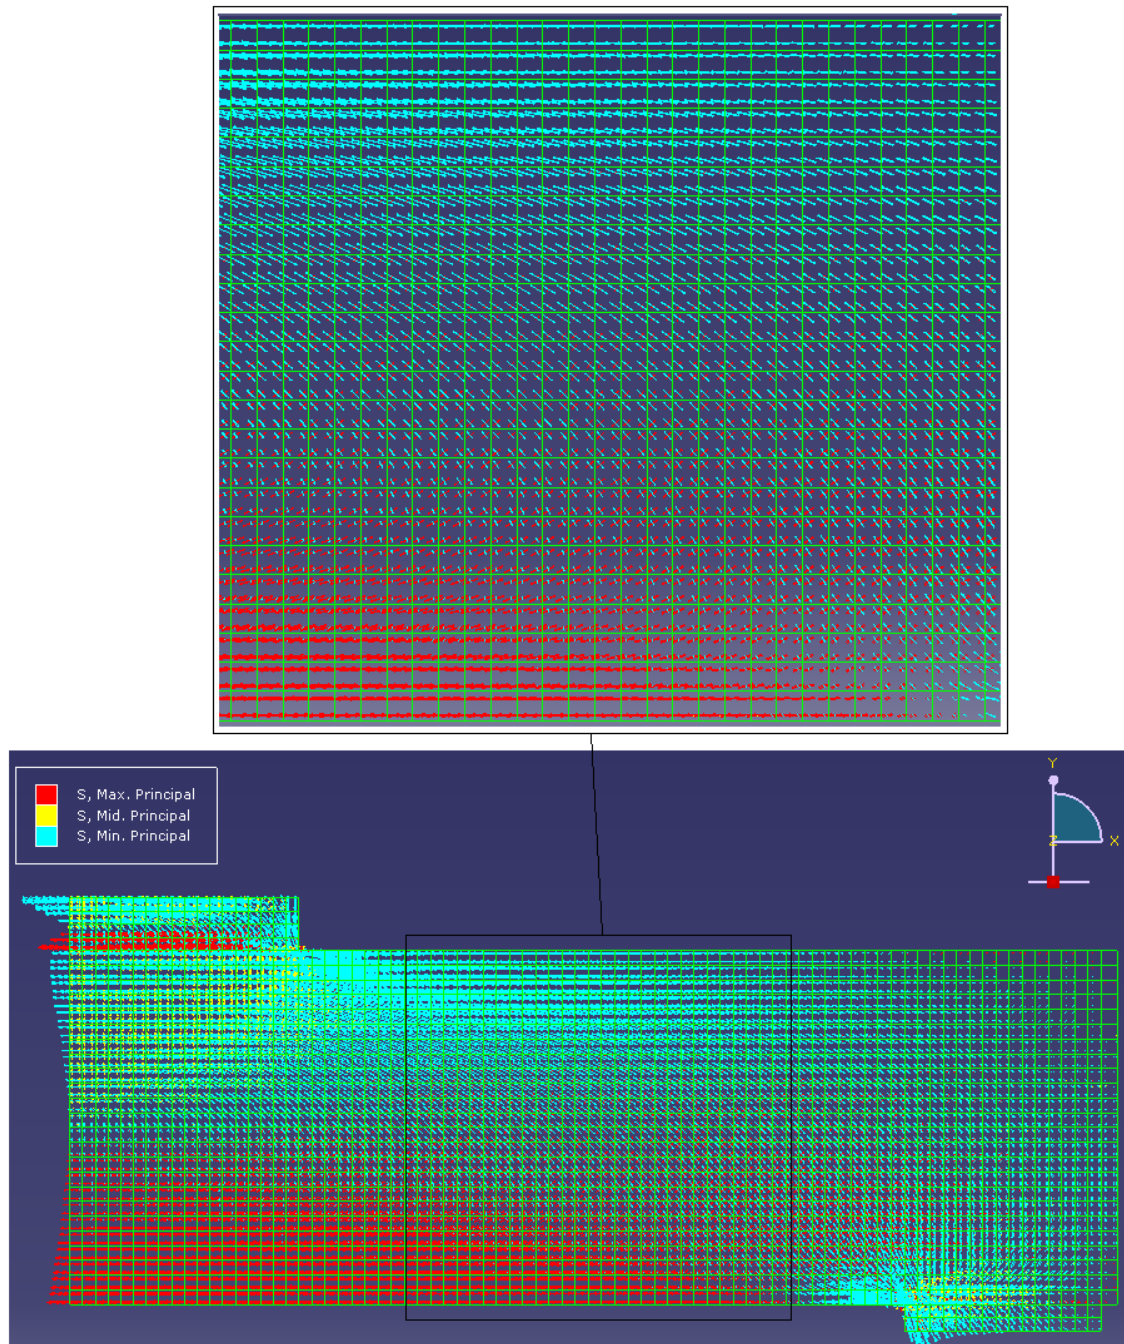 S, Max. Principal
S, Mid. Principal
S, Min. Principal
Y
Z
X